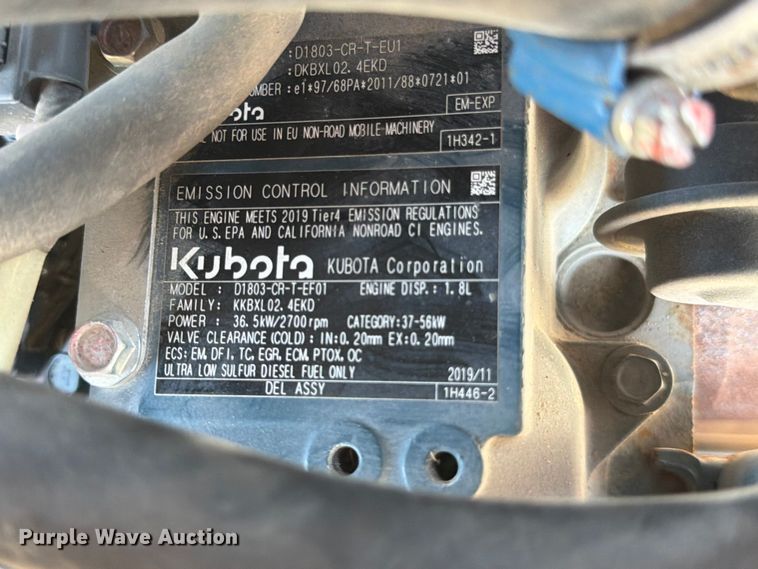 : D1803-CR-T-EU1
: DKBXL02. 4EKD
UMBER : e1*97/68PA*2011/88*0721*01
EM-EXP
NOT FOR USE IN EU NON-ROAD MOBILE MACHINERY
1H342-1
EMISSION CONTROL INFORMATION
THIS ENGINE MEETS 2019 Tier4 EMISSION REGULATIONS
FOR U. S. EPA AND CALIFORNIA NONROAD CI ENGINES.
Kubota KUBOTA Corporation
MODEL : D1803-CR-T-EF01 ENGINE DISP. : 1. 8L
FAMILY: KKBXL02. 4EKD
POWER : 36. 5kW/2700rpm CATEGORY:37-56kW
VALVE CLEARANCE (COLD) : IN:0. 20mm EX:0. 20mm
ECS: EM, DFI, TC, EGR, ECM, PTOX, OC
ULTRA LOW SULFUR DIESEL FUEL ONLY 2019/11
DEL ASSY 1H446-2
Purple Wave Auction